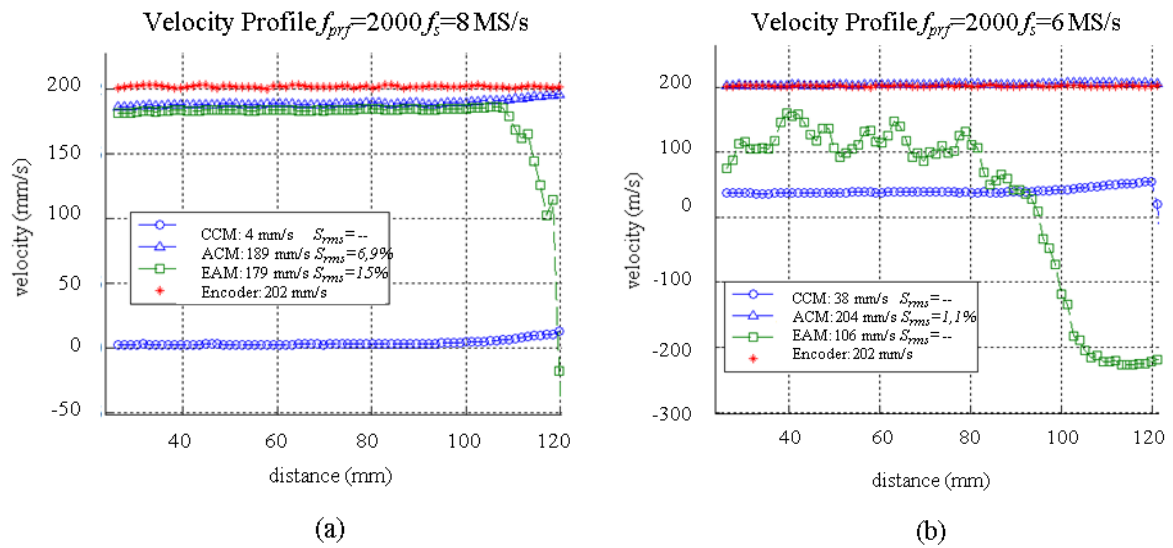 Velocity Profile fprf=2000 fs=8 MS/s
200
150
100
50
0
-50
velocity (mm/s)
CCM: 4 mm/s Srms= --
ACM: 189 mm/s Srms=6,9%
EAM: 179 mm/s Srms=15%
Encoder: 202 mm/s
40 60 80 100 120
distance (mm)
(a)
Velocity Profile fprf=2000 fs=6 MS/s
200
100
0
-100
-200
-300
velocity (m/s)
CCM: 38 mm/s Srms= --
ACM: 204 mm/s Srms=1,1%
EAM: 106 mm/s Srms= --
Encoder: 202 mm/s
40 60 80 100 120
distance (mm)
(b)